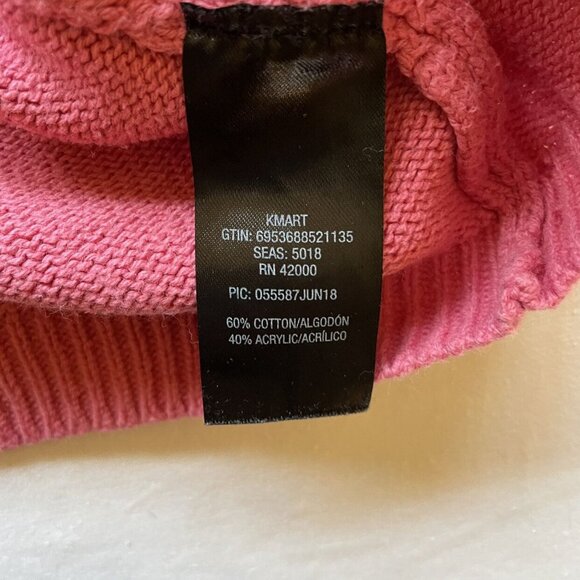 KMART
GTIN: 6953688521135
SEAS: 5018
RN 42000
PIC: 055587JUN18
60% COTTON/ALGODÓN
40% ACRYLIC/ACRÍLICO